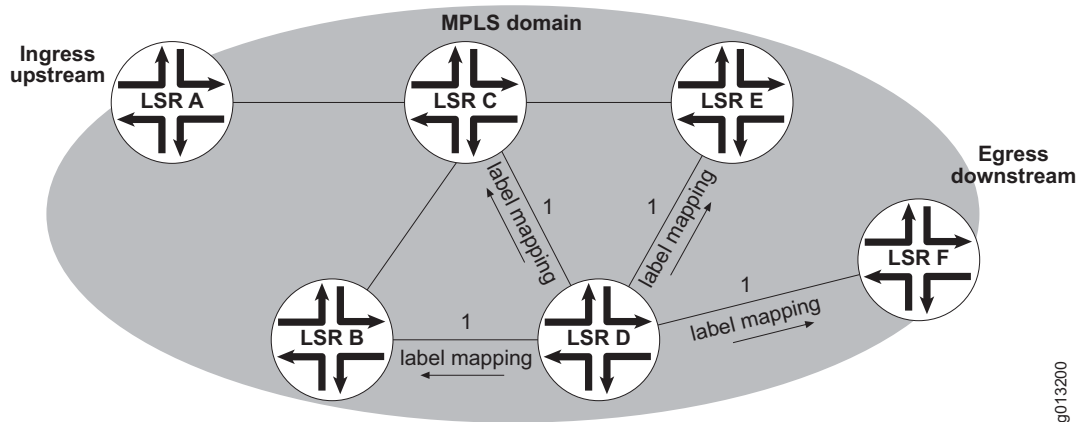 MPLS domain
Ingress
upstream
LSR A
LSR C
LSR E
Egress
downstream
label mapping
1
1
label mapping
LSR F
1
label mapping
LSR B
1
label mapping
LSR D
g013200